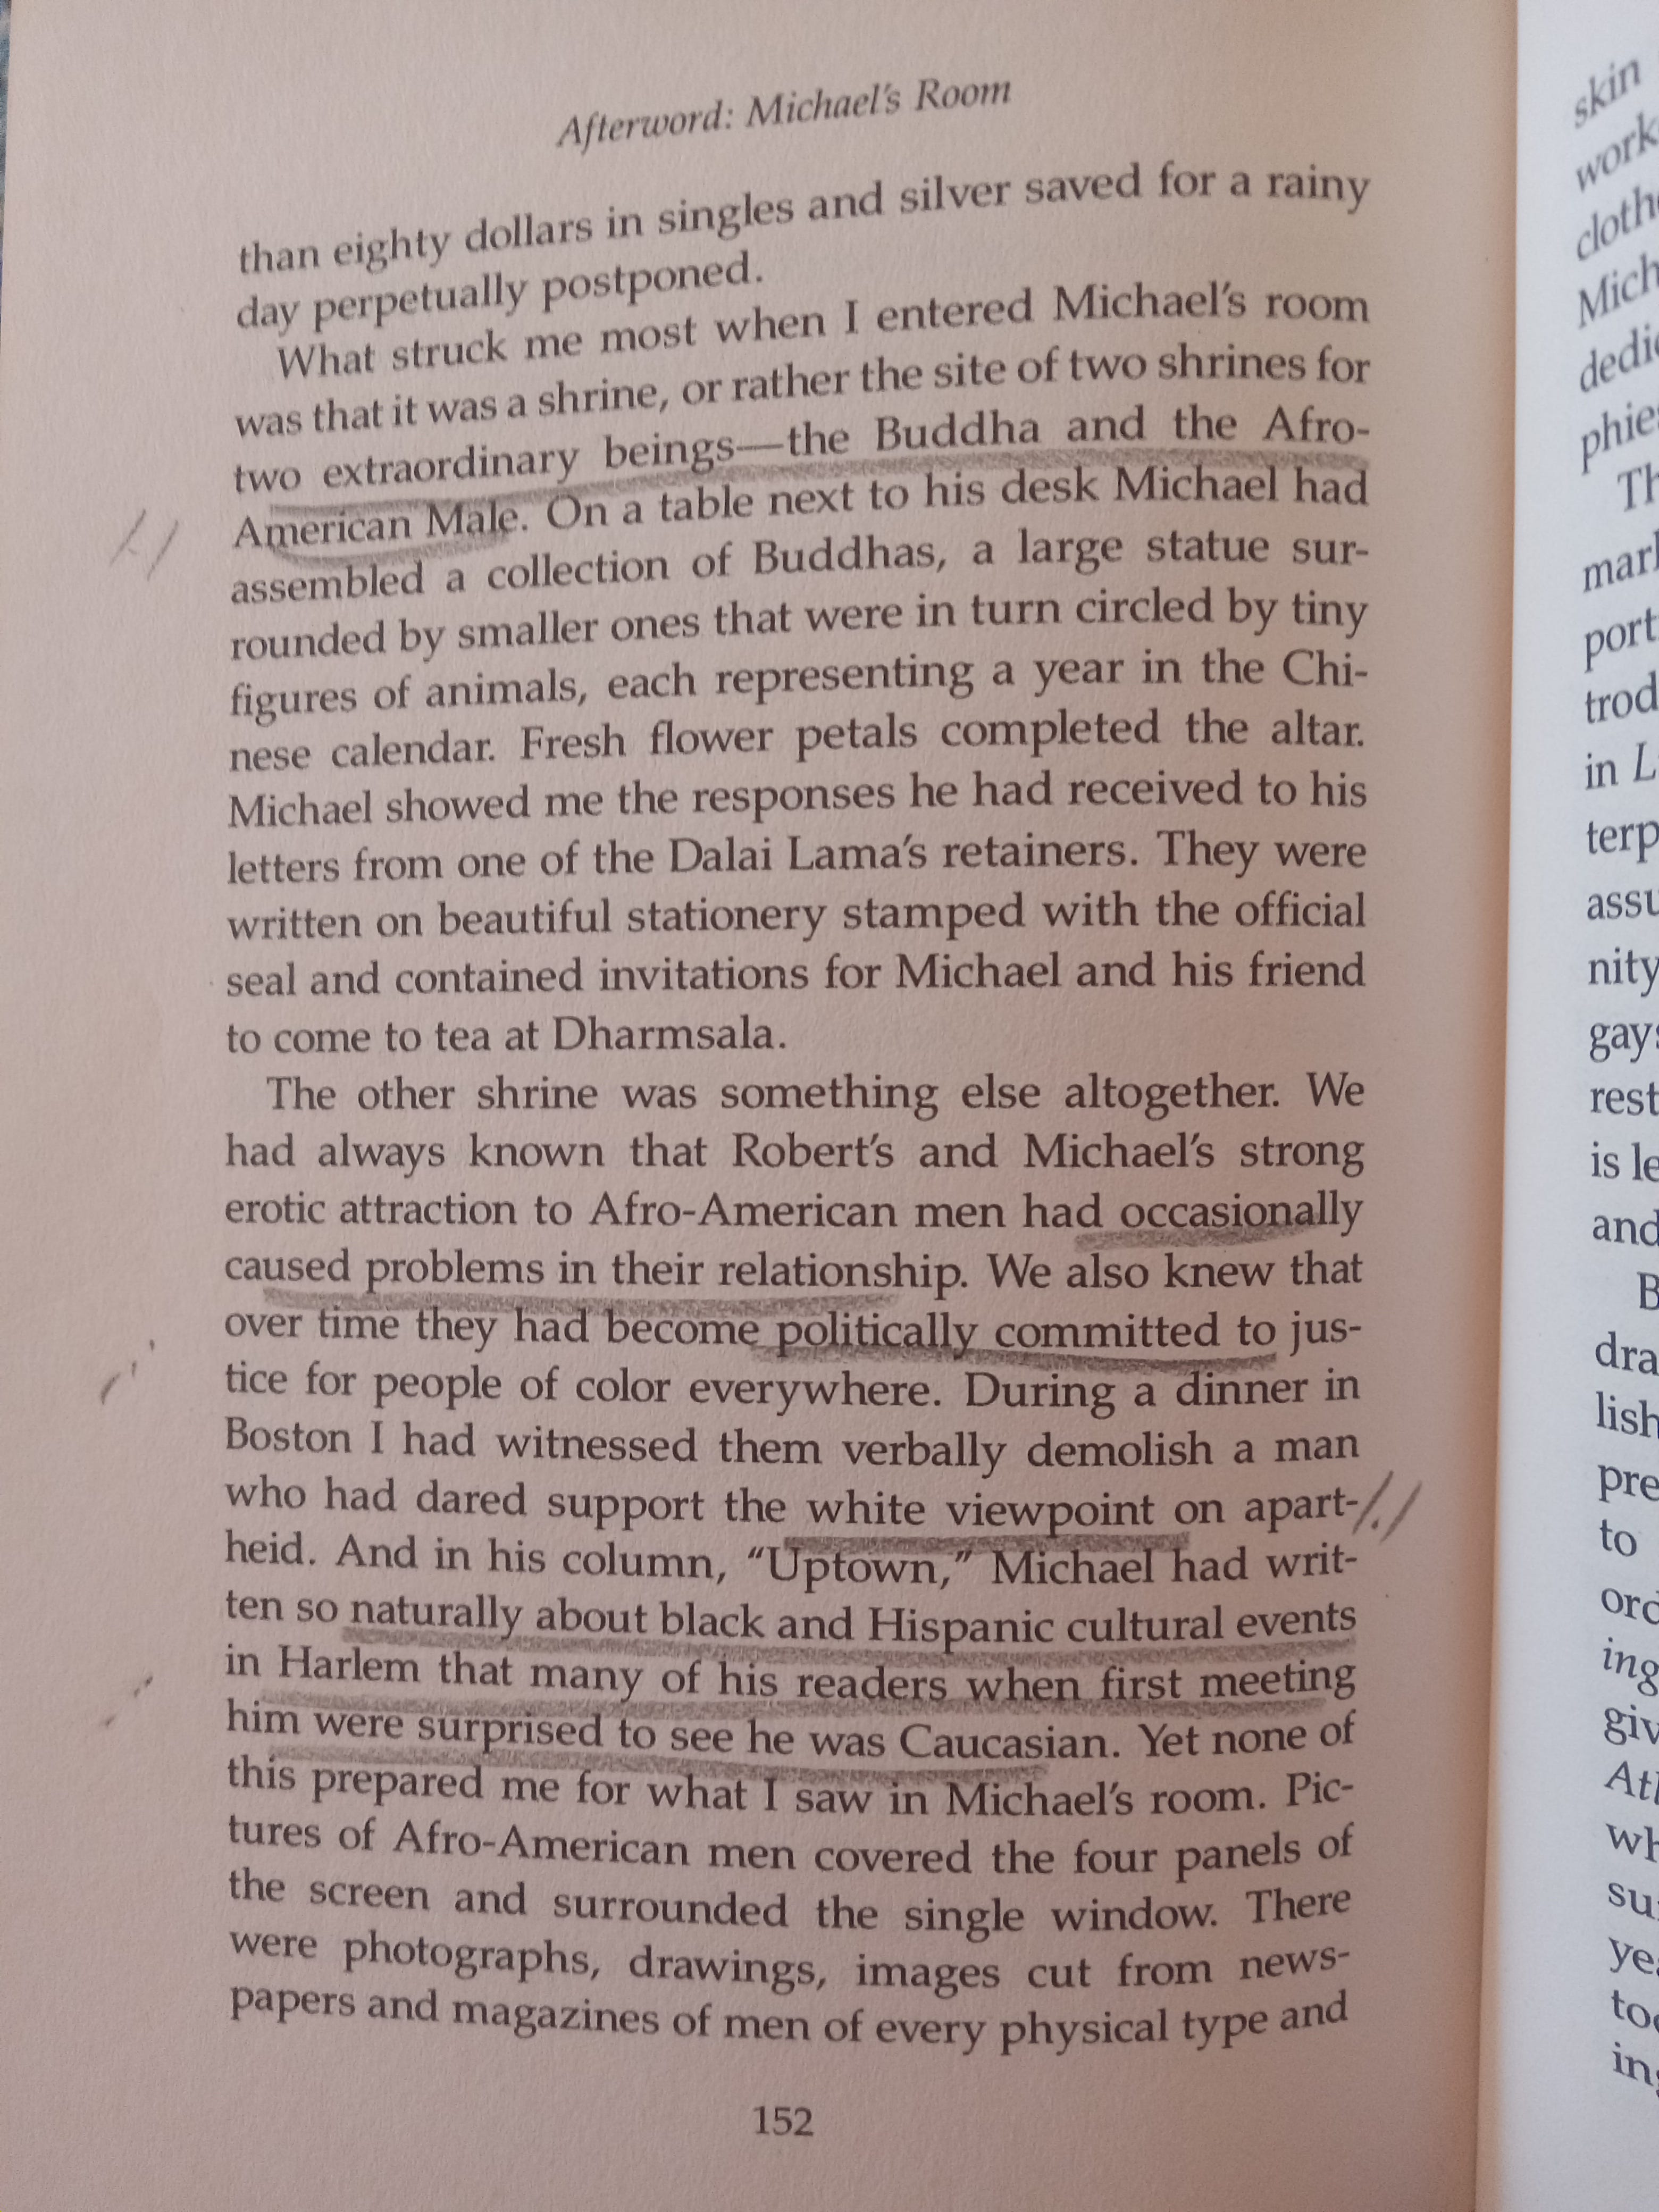 Afterword: Michael's Room
than eighty dollars in singles and silver saved for a rainy
day perpetually postponed.
What struck me most when I entered Michael's room
was that it was a shrine, or rather the site of two shrines for
two extraordinary beings—the Buddha and the Afro-
American Male. On a table next to his desk Michael had
assembled a collection of Buddhas, a large statue sur-
rounded by smaller ones that were in turn circled by tiny
figures of animals, each representing a year in the Chi-
nese calendar. Fresh flower petals completed the altar.
Michael showed me the responses he had received to his
letters from one of the Dalai Lama's retainers. They were
written on beautiful stationery stamped with the official
seal and contained invitations for Michael and his friend
to come to tea at Dharmsala.
The other shrine was something else altogether. We
had always known that Robert's and Michael's strong
erotic attraction to Afro-American men had occasionally
caused problems in their relationship. We also knew that
over time they had become politically committed to jus-
tice for people of color everywhere. During a dinner in
Boston I had witnessed them verbally demolish a man
who had dared support the white viewpoint on apart-
heid. And in his column, "Uptown," Michael had writ-
ten so naturally about black and Hispanic cultural events
in Harlem that many of his readers when first meeting
him were surprised to see he was Caucasian. Yet none of
this prepared me for what I saw in Michael's room. Pic-
tures of Afro-American men covered the four panels of
the screen and surrounded the single window. There
were photographs, drawings, images cut from news-
papers and magazines of men of every physical type and
152
skin
in
nity
rest
and
to